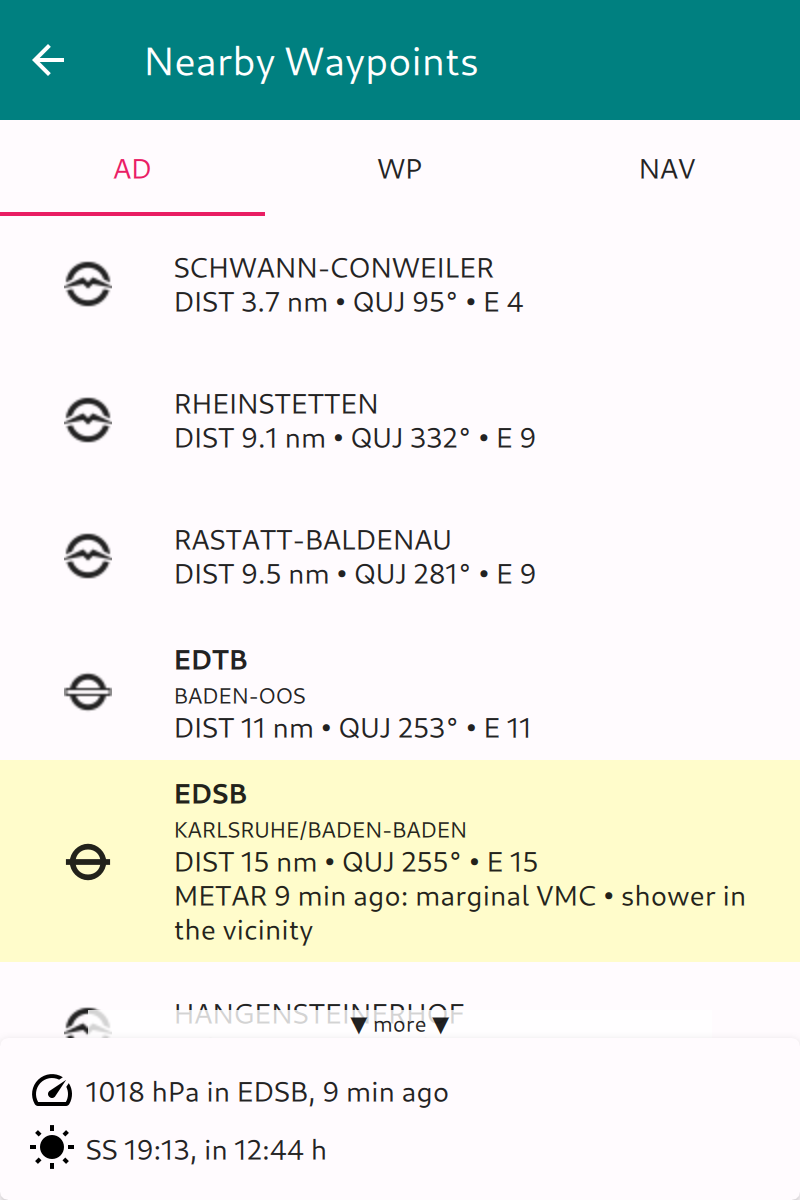 Nearby Waypoints
AD
WP
NAV
SCHWANN-CONWEILER
DIST 3.7 nm • QUJ 95° • E 4
RHEINSTETTEN
DIST 9.1 nm • QUJ 332° • E 9
RASTATT-BALDENAU
DIST 9.5 nm • QUJ 281° • E 9
EDTB
BADEN-OOS
DIST 11 nm • QUJ 253° • E 11
EDSB
KARLSRUHE/BADEN-BADEN
DIST 15 nm • QUJ 255° • E 15
METAR 9 min ago: marginal VMC • shower in
the vicinity
HANGENSTEINERHOF
▼ more ▼
1018 hPa in EDSB, 9 min ago
SS 19:13, in 12:44 h